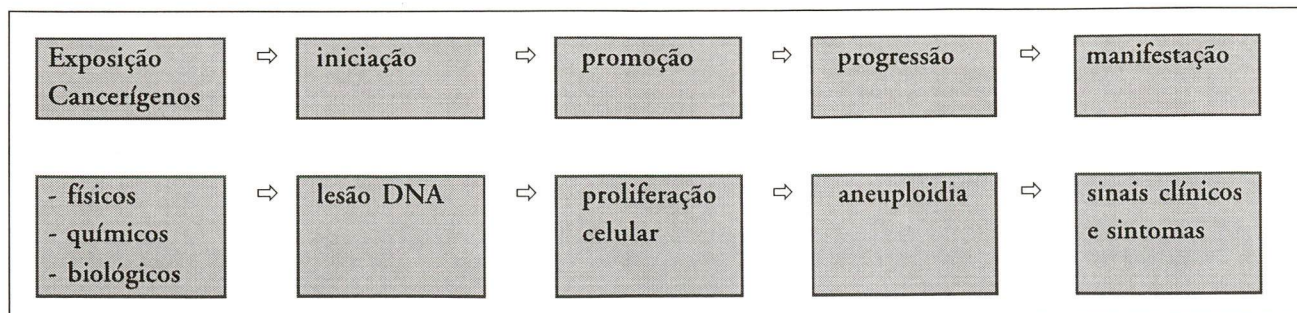 Exposição ⇨ iniciação ⇨ promoção ⇨ progressão ⇨ manifestação
Cancerígenos
- físicos ⇨ lesão DNA ⇨ proliferação ⇨ aneuploidia ⇨ sinais clínicos
- químicos celular e sintomas
- biológicos